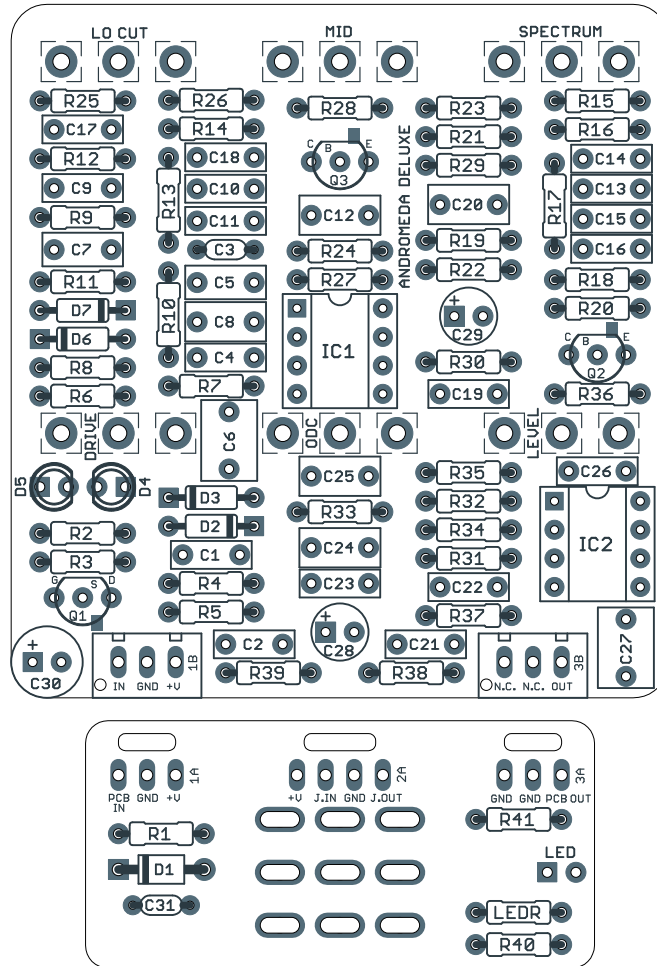 LO CUT MID SPECTRUM
R25 R26 R28 R23 R15
C17 R14 R21 R16
R12 C18 C B E Q3 R29 C14
C9 R13 C10 C20 R17 C13
R9 C11 C12 C15
C7 C3 R24 R19 C16
R11 C5 R27 R22 R18
ANDROMEDA DELUXE
D7 R10 C8 IC1 + C29 R20
D6 C4 R30 C B E Q2
R8 R7 C19 R36
R6
DRIVE C6 ODC LEVEL
D5 D4 D3 C25 R35 C26
R2 D2 R33 R32 IC2
R3 C1 C24 R34
G S D Q1 R4 C23 R31
R5 C22
+ C30 C2 + C28 R37 C27
IN GND +V 1B R39 C21 R38 N.C. N.C. OUT 3B
1A 2A 3A
PCB IN GND +V +V J.IN GND J.OUT GND GND PCB OUT
R1 R41
D1 LED
C31 LEDR
R40